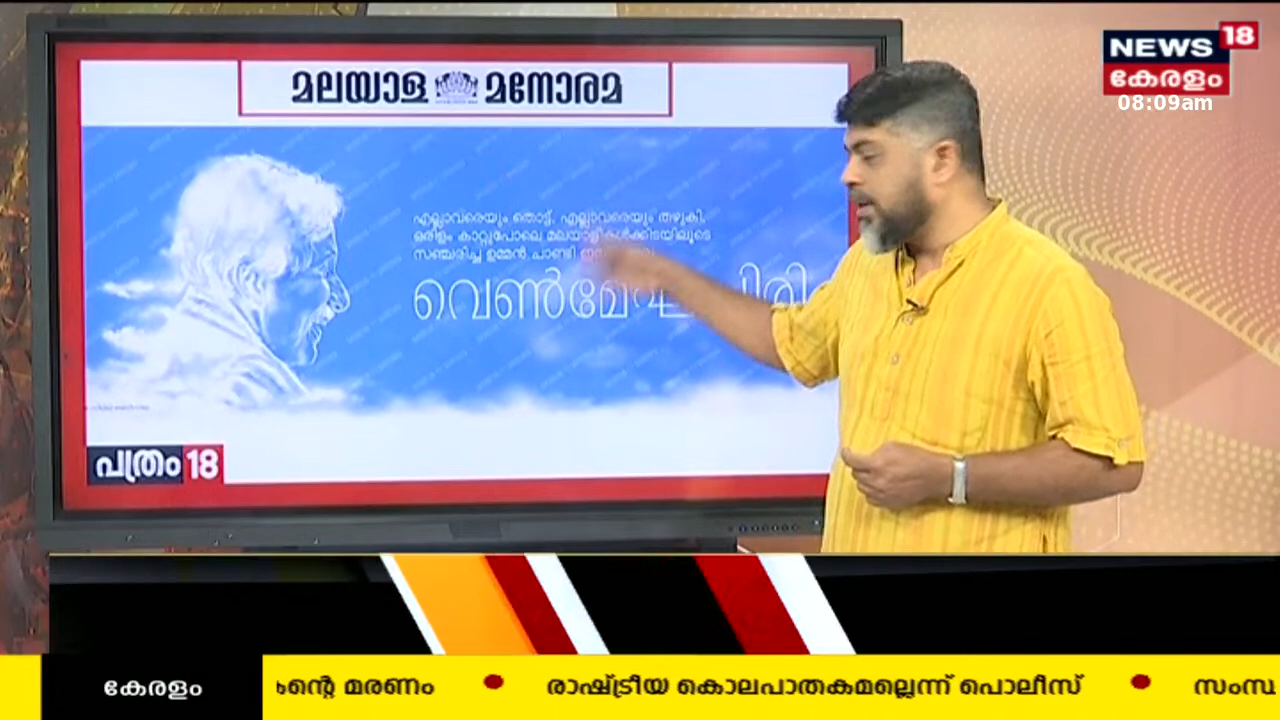 മലയാള മനോരമ
NEWS 18
കേരളം
08:09am
എല്ലാവരെയും തൊട്ട്, എല്ലാവരെയും തഴുകി,
ഒരിളം കാറ്റുപോലെ മലയാളികൾക്കിടയിലൂടെ
സഞ്ചരിച്ച ഉമ്മൻ ചാണ്ടി
പത്രം 18
കേരളം
മരണം • രാഷ്ട്രീയ കൊലപാതകമല്ലെന്ന് പൊലീസ് •